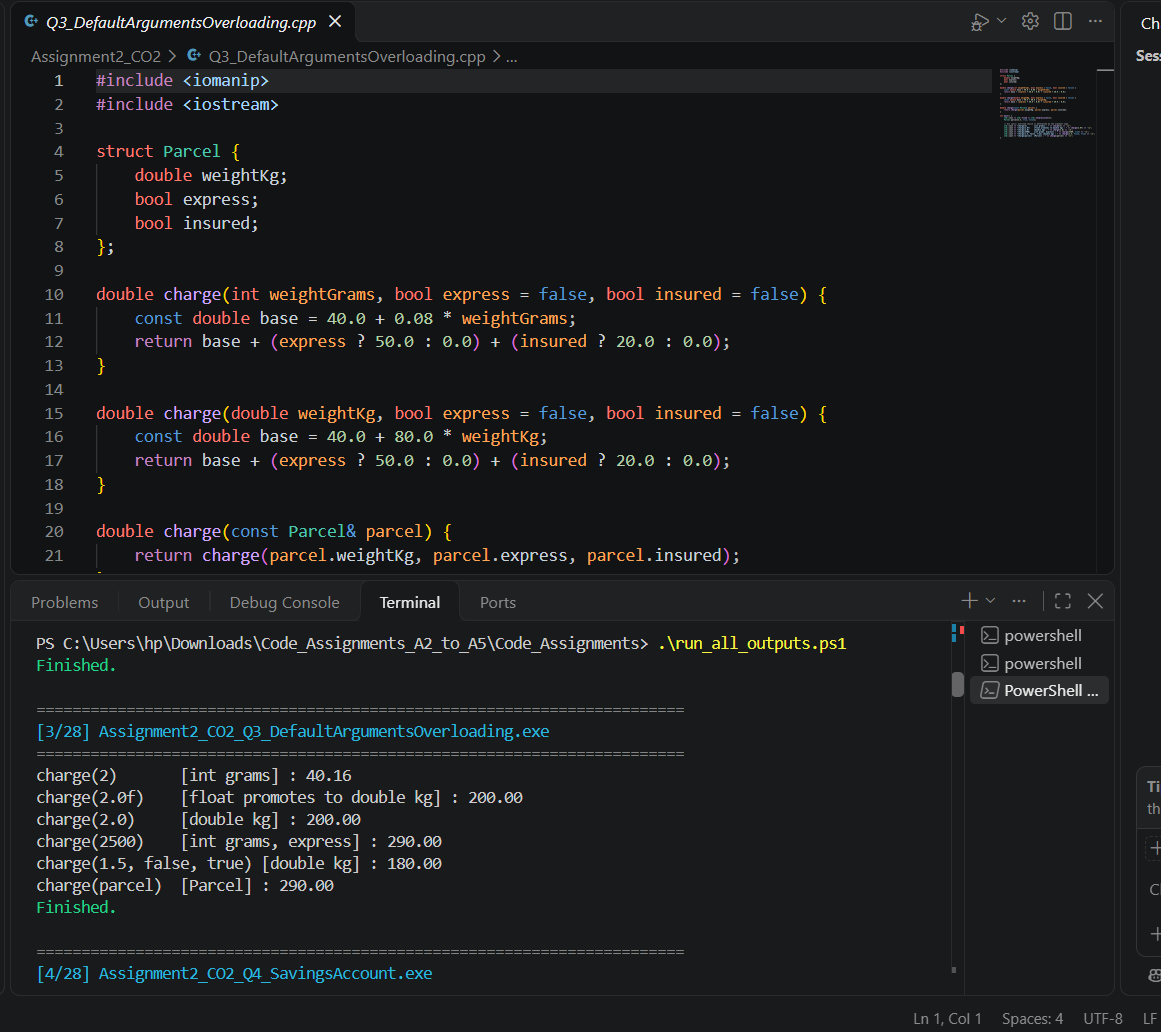 Q3_DefaultArgumentsOverloading.cpp
Assignment2_CO2 > Q3_DefaultArgumentsOverloading.cpp > ...
1 #include <iomanip>
2 #include <iostream>
3
4 struct Parcel {
5     double weightKg;
6     bool express;
7     bool insured;
8 };
9
10 double charge(int weightGrams, bool express = false, bool insured = false) {
11     const double base = 40.0 + 0.08 * weightGrams;
12     return base + (express ? 50.0 : 0.0) + (insured ? 20.0 : 0.0);
13 }
14
15 double charge(double weightKg, bool express = false, bool insured = false) {
16     const double base = 40.0 + 80.0 * weightKg;
17     return base + (express ? 50.0 : 0.0) + (insured ? 20.0 : 0.0);
18 }
19
20 double charge(const Parcel& parcel) {
21     return charge(parcel.weightKg, parcel.express, parcel.insured);
Problems Output Debug Console Terminal Ports
PS C:\Users\hp\Downloads\Code_Assignments_A2_to_A5\Code_Assignments> .\run_all_outputs.ps1
Finished.
========================================================================
[3/28] Assignment2_CO2_Q3_DefaultArgumentsOverloading.exe
========================================================================
charge(2)       [int grams] : 40.16
charge(2.0f)    [float promotes to double kg] : 200.00
charge(2.0)     [double kg] : 200.00
charge(2500)    [int grams, express] : 290.00
charge(1.5, false, true) [double kg] : 180.00
charge(parcel)  [Parcel] : 290.00
Finished.
========================================================================
[4/28] Assignment2_CO2_Q4_SavingsAccount.exe
powershell
powershell
PowerShell ...
Ch
Sess
Ti
th
Ln 1, Col 1 Spaces: 4 UTF-8 LF